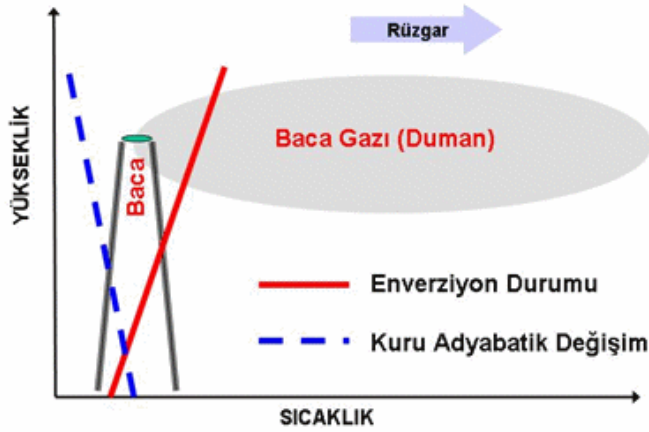 Rüzgar
YÜKSEKLİK
Baca
Baca Gazı (Duman)
Enverziyon Durumu
Kuru Adyabatik Değişim
SICAKLIK